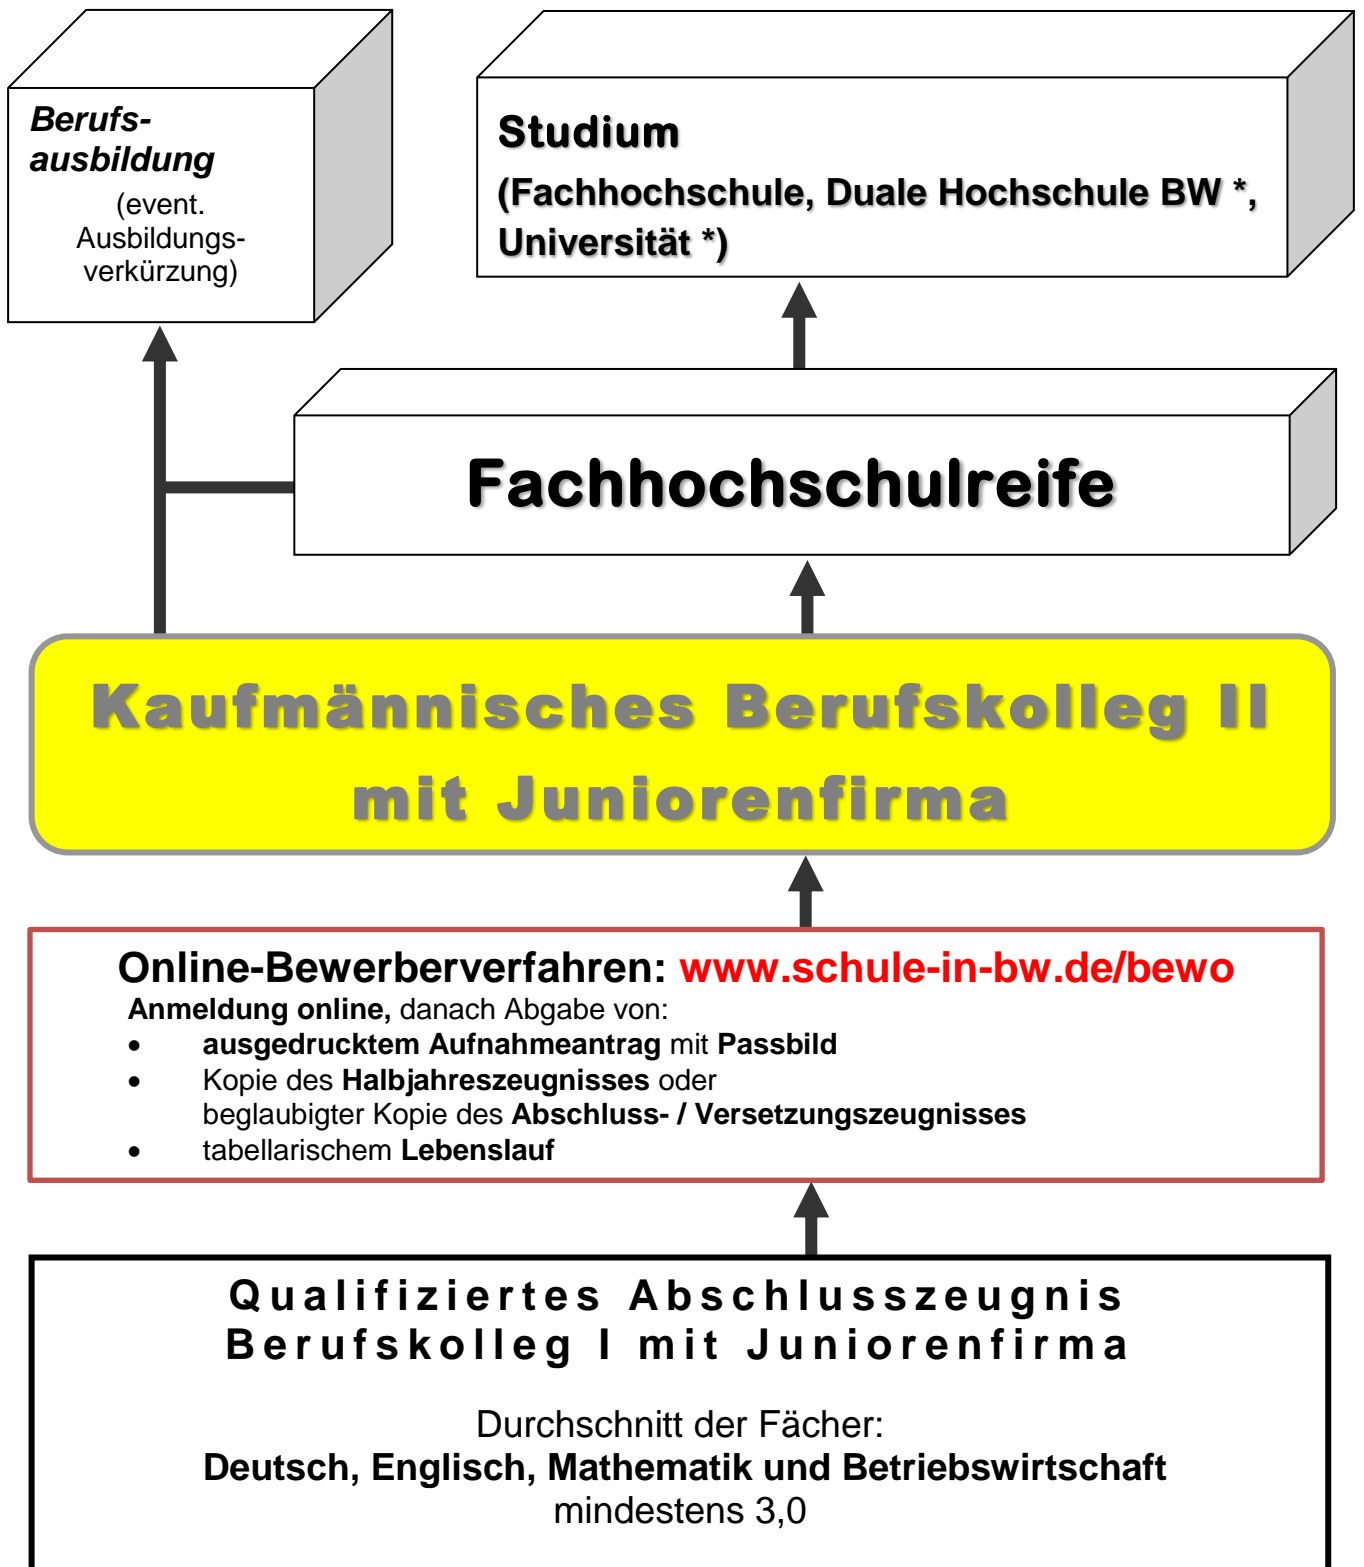 Berufs-
ausbildung
(event.
Ausbildungs-
verkürzung)
Studium
(Fachhochschule, Duale Hochschule BW *,
Universität *)
Fachhochschulreife
Kaufmännisches Berufskolleg II
mit Juniorenfirma
Online-Bewerberverfahren: www.schule-in-bw.de/bewo
Anmeldung online, danach Abgabe von:
• ausgedrucktem Aufnahmeantrag mit Passbild
• Kopie des Halbjahreszeugnisses oder
beglaubigter Kopie des Abschluss- / Versetzungszeugnisses
• tabellarischem Lebenslauf
Qualifiziertes Abschlusszeugnis
Berufskolleg I mit Juniorenfirma
Durchschnitt der Fächer:
Deutsch, Englisch, Mathematik und Betriebswirtschaft
mindestens 3,0